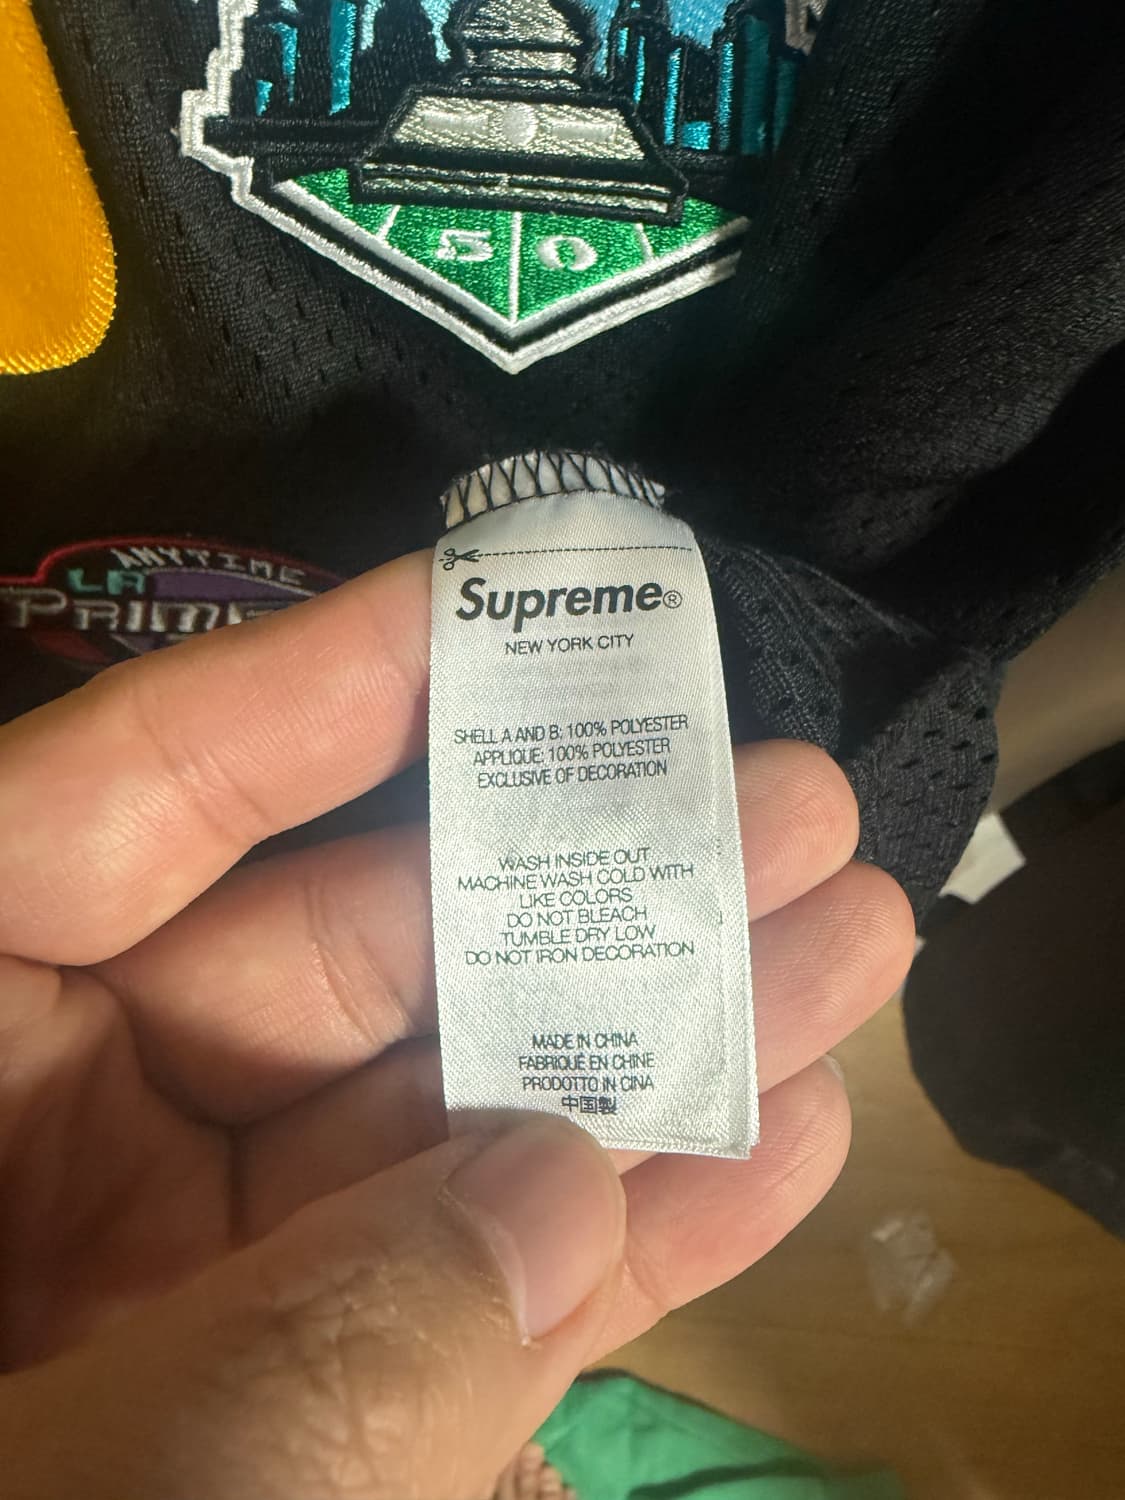 50
ANYTIME
LA
PRIME
Supreme®
NEW YORK CITY
SHELL A AND B: 100% POLYESTER
APPLIQUE: 100% POLYESTER
EXCLUSIVE OF DECORATION
WASH INSIDE OUT
MACHINE WASH COLD WITH
LIKE COLORS
DO NOT BLEACH
TUMBLE DRY LOW
DO NOT IRON DECORATION
MADE IN CHINA
FABRIQUÉ EN CHINE
PRODOTTO IN CINA
中国製